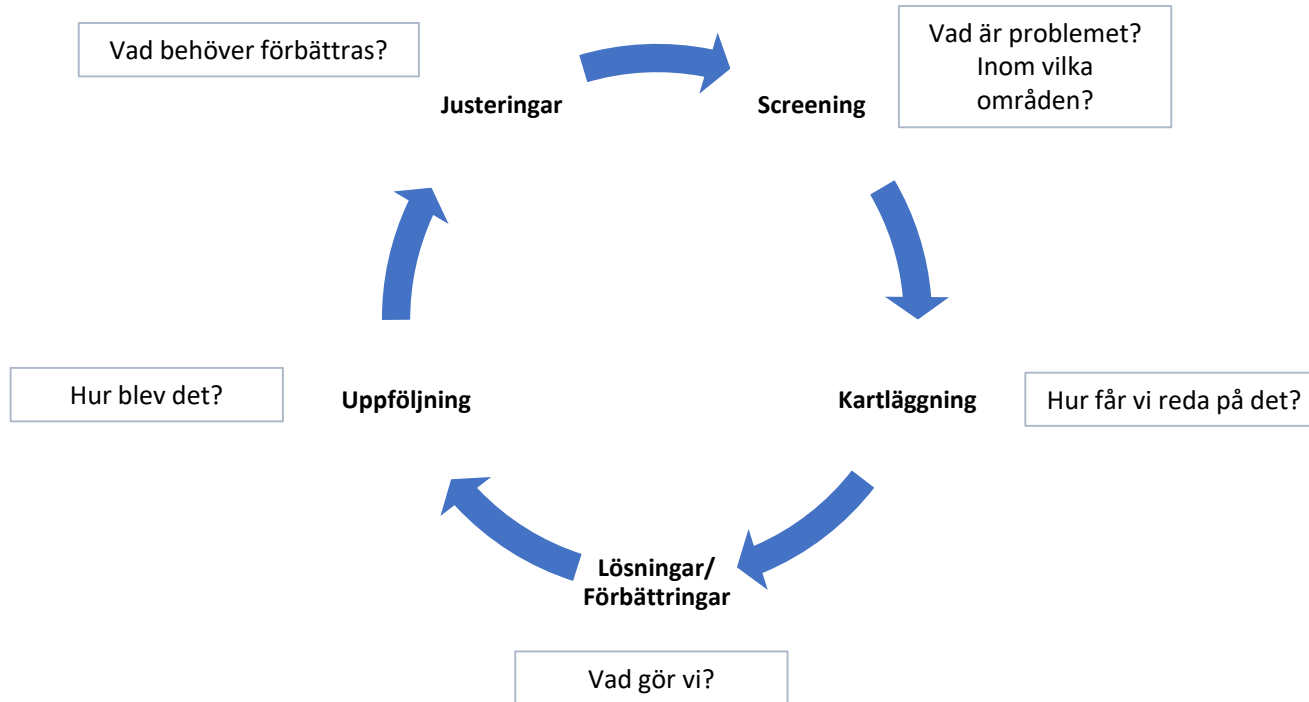 Vad behöver förbättras?
Justeringar
Screening
Vad är problemet?
Inom vilka
områden?
Hur blev det?
Uppföljning
Kartläggning
Hur får vi reda på det?
Lösningar/
Förbättringar
Vad gör vi?